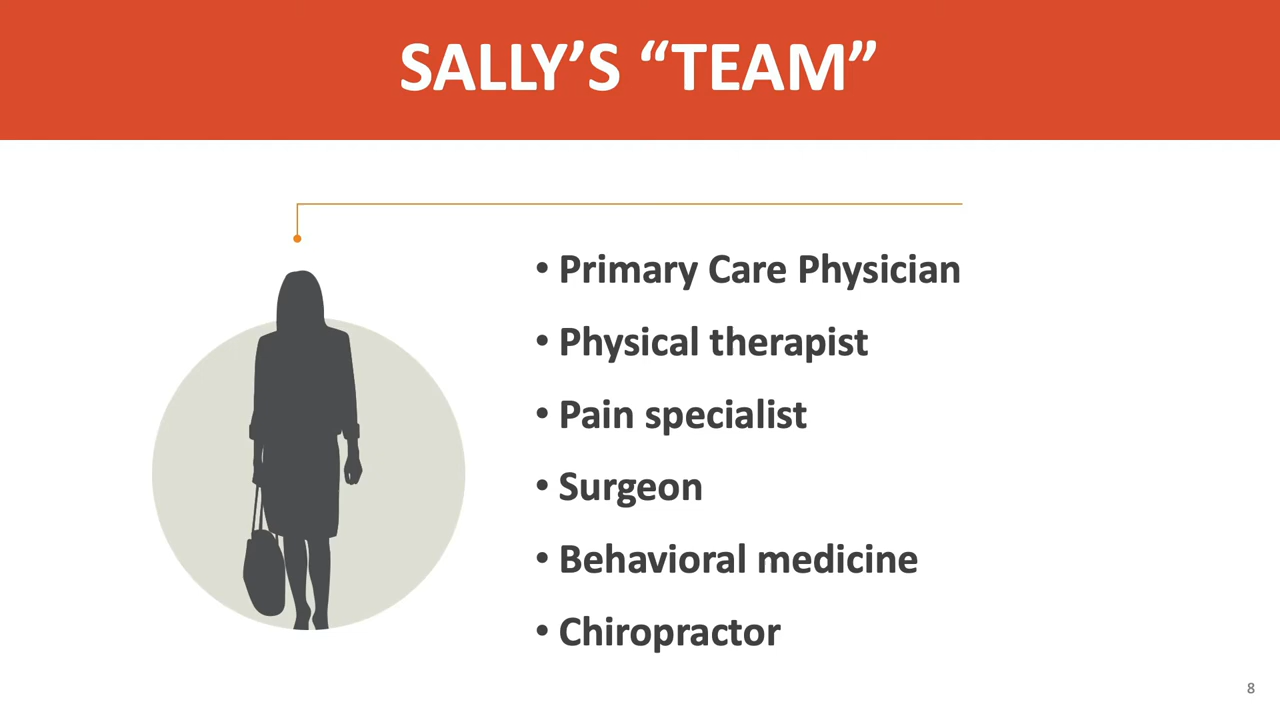 SALLY’S “TEAM”
• Primary Care Physician
• Physical therapist
• Pain specialist
• Surgeon
• Behavioral medicine
• Chiropractor
8